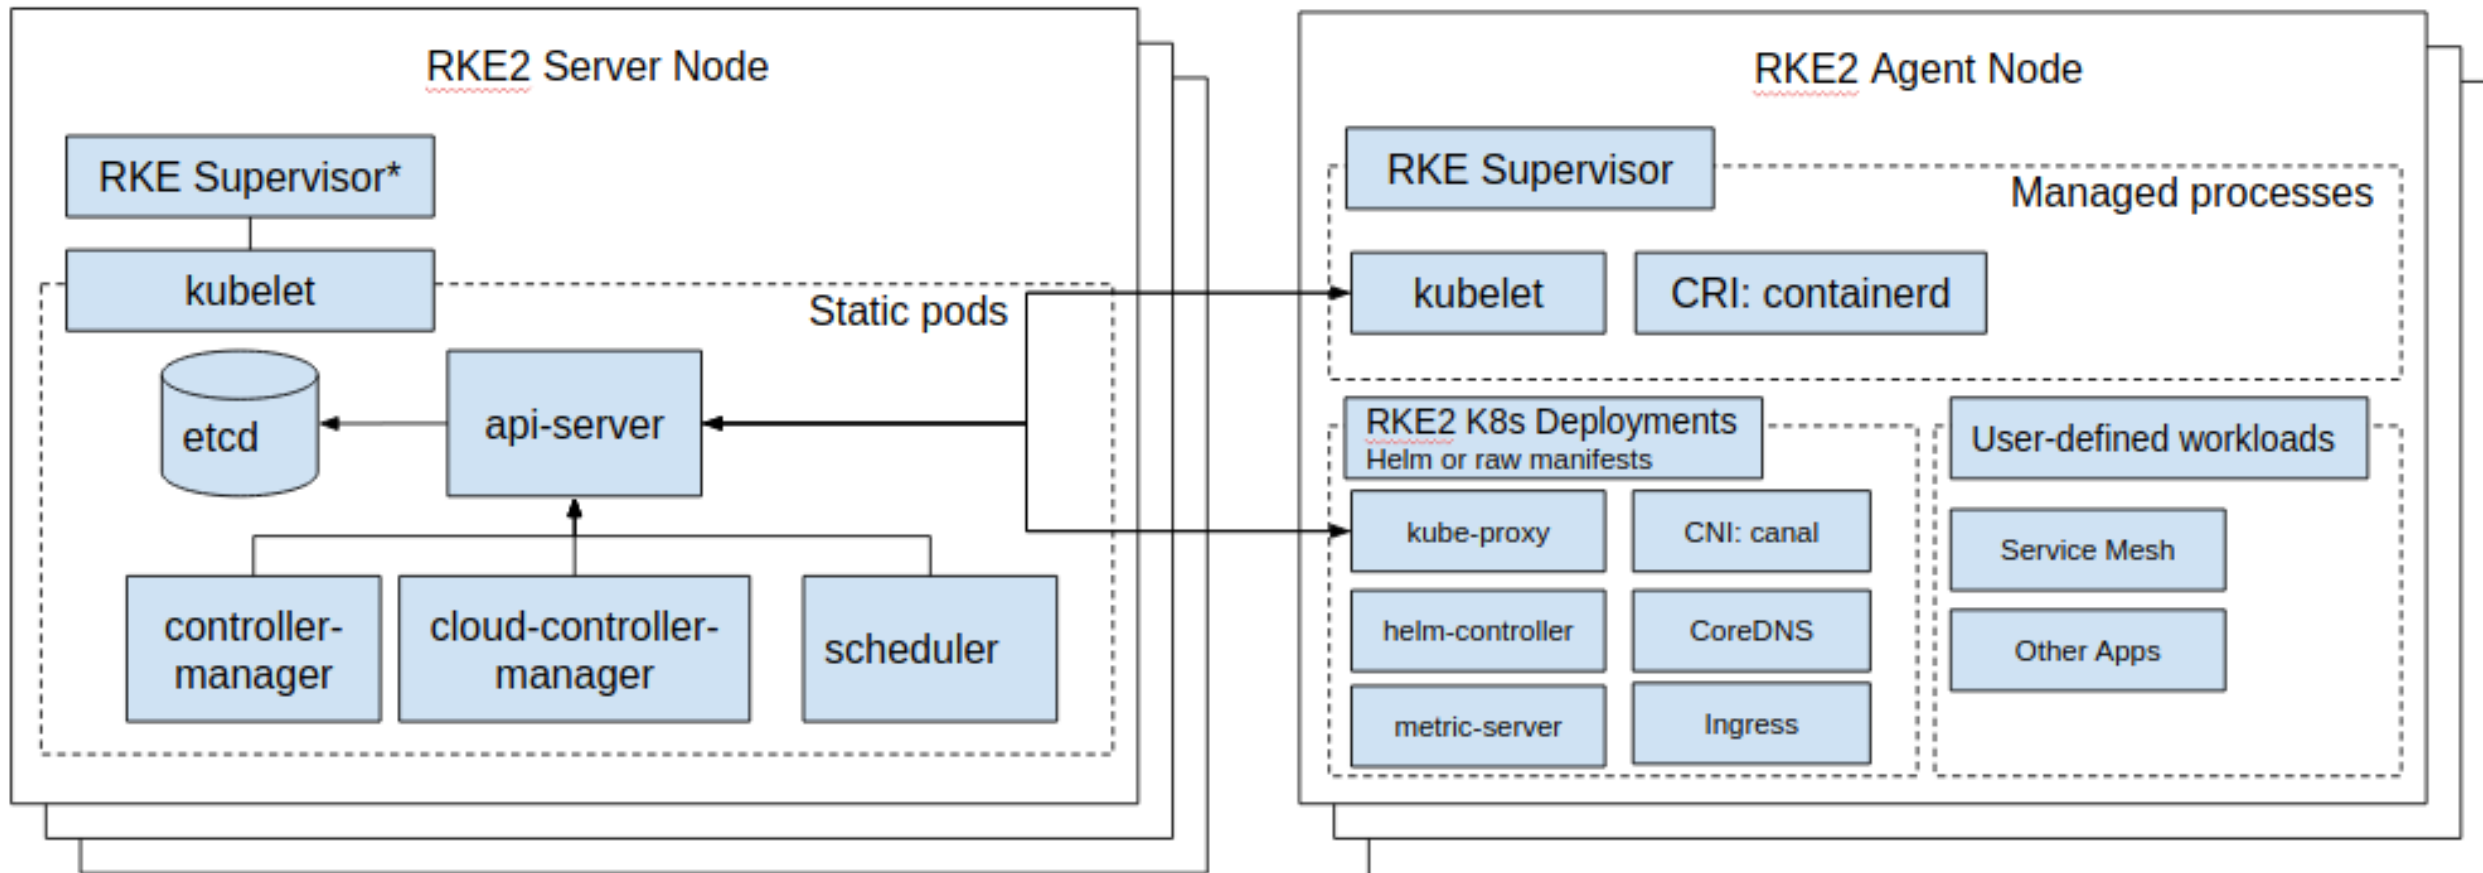 RKE2 Server Node
RKE Supervisor*
kubelet
Static pods
etcd
api-server
controller-
manager
cloud-controller-
manager
scheduler
RKE2 Agent Node
RKE Supervisor
Managed processes
kubelet
CRI: containerd
RKE2 K8s Deployments
Helm or raw manifests
kube-proxy
CNI: canal
helm-controller
CoreDNS
metric-server
Ingress
User-defined workloads
Service Mesh
Other Apps